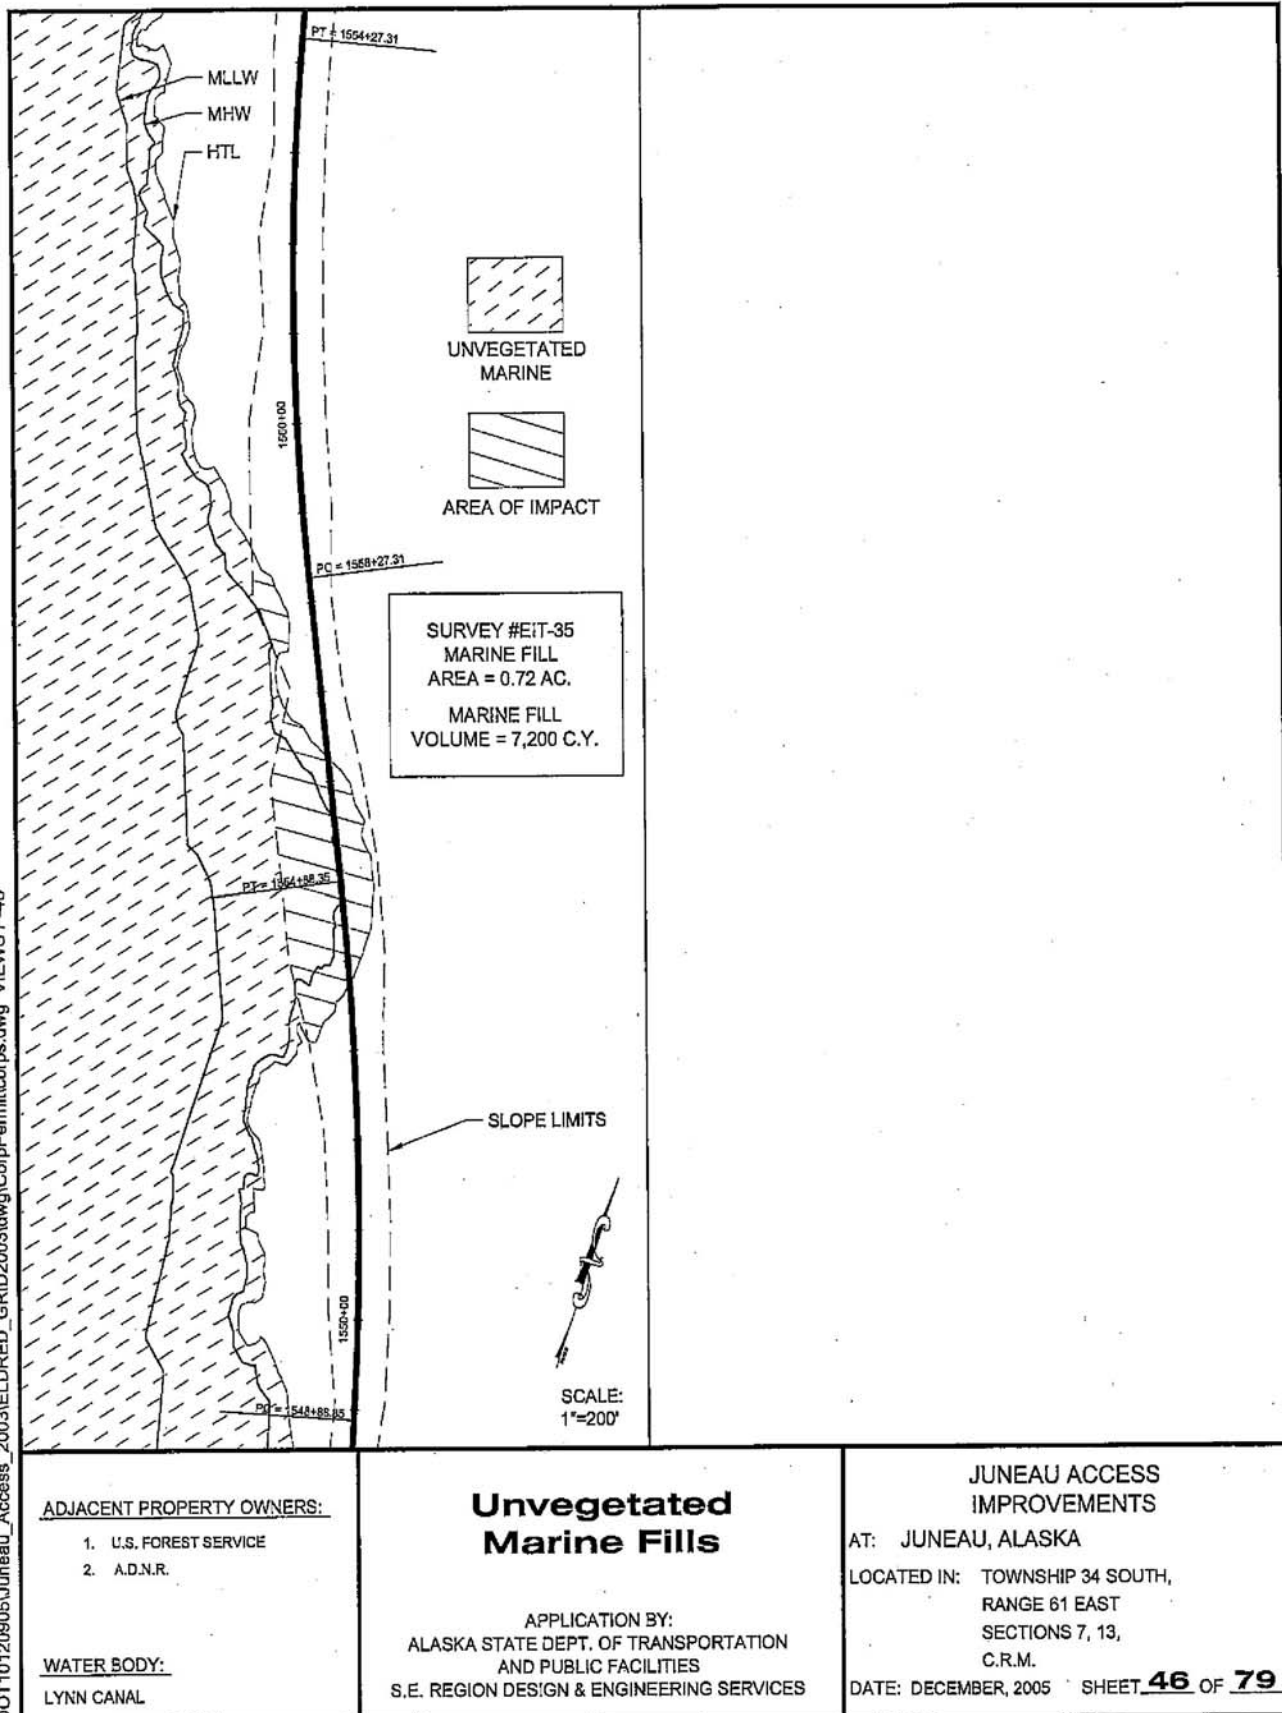 PT = 1564+27.31
MLLW
MHW
HTL
UNVEGETATED
MARINE
1560+00
AREA OF IMPACT
PC = 1558+27.31
SURVEY #EIT-35
MARINE FILL
AREA = 0.72 AC.
MARINE FILL
VOLUME = 7,200 C.Y.
PT = 1554+88.35
SLOPE LIMITS
1550+00
SCALE:
1"=200'
ADJACENT PROPERTY OWNERS:
1. U.S. FOREST SERVICE
2. A.D.N.R.
WATER BODY:
LYNN CANAL
Unvegetated
Marine Fills
APPLICATION BY:
ALASKA STATE DEPT. OF TRANSPORTATION
AND PUBLIC FACILITIES
S.E. REGION DESIGN & ENGINEERING SERVICES
JUNEAU ACCESS
IMPROVEMENTS
AT: JUNEAU, ALASKA
LOCATED IN: TOWNSHIP 34 SOUTH,
RANGE 61 EAST
SECTIONS 7, 13,
C.R.M.
DATE: DECEMBER, 2005 SHEET 46 OF 79